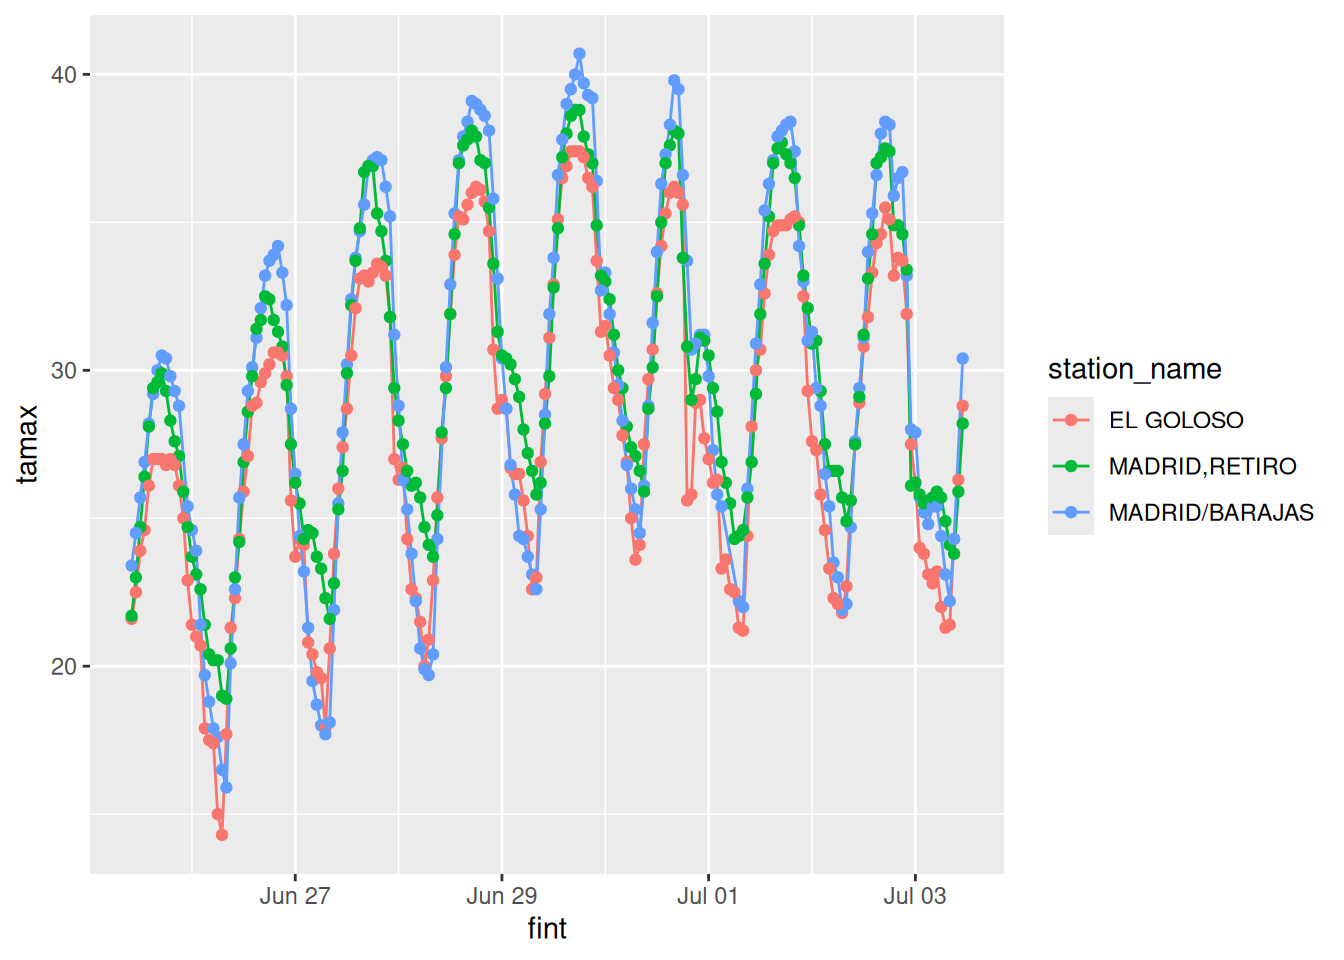 tamax
40
30
20
Jun 27
Jun 29
Jul 01
Jul 03
fint
station_name
EL GOLOSO
MADRID,RETIRO
MADRID/BARAJAS